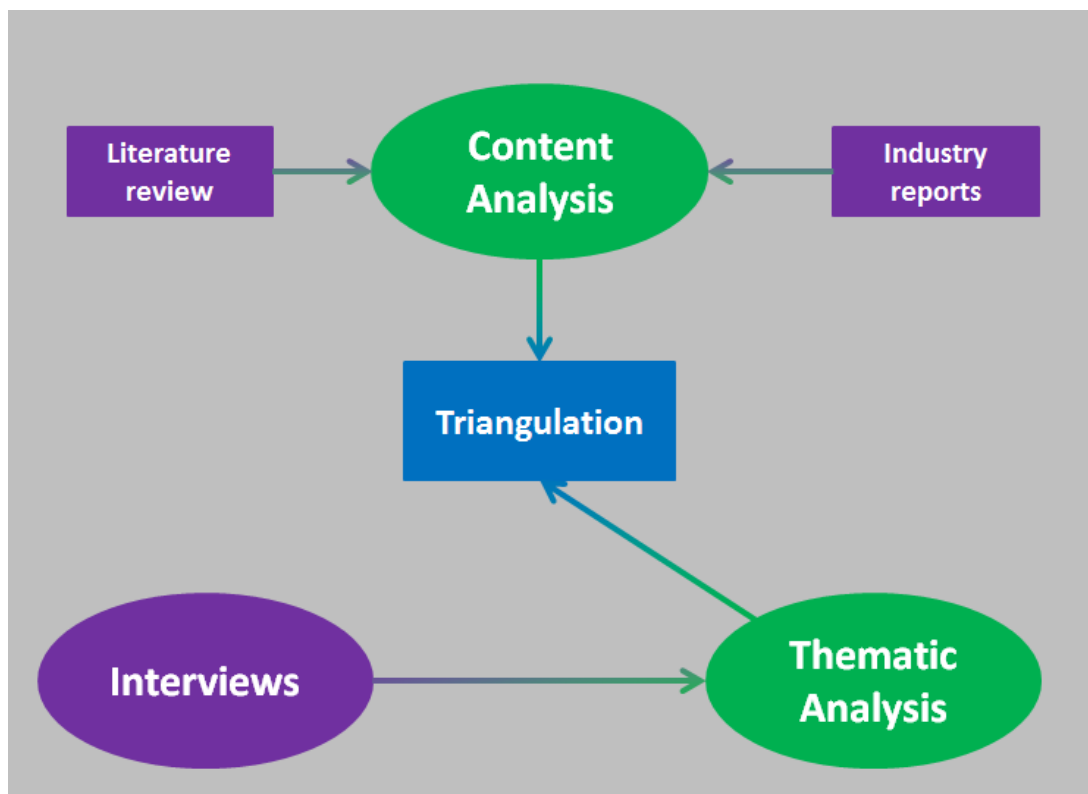 Literature
review
Content
Analysis
Industry
reports
Triangulation
Interviews
Thematic
Analysis